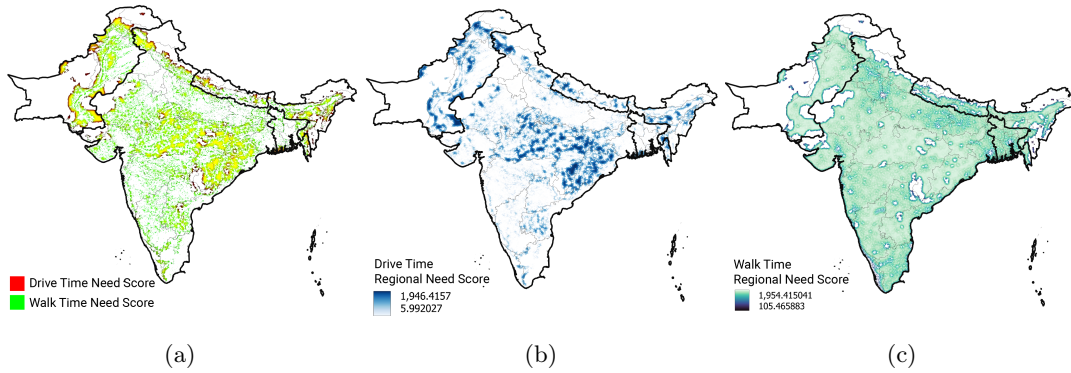 Drive Time Need Score
Walk Time Need Score
Drive Time
Regional Need Score
1,946.4157
5.992027
Walk Time
Regional Need Score
1,954.415041
105.465883
(a)
(b)
(c)